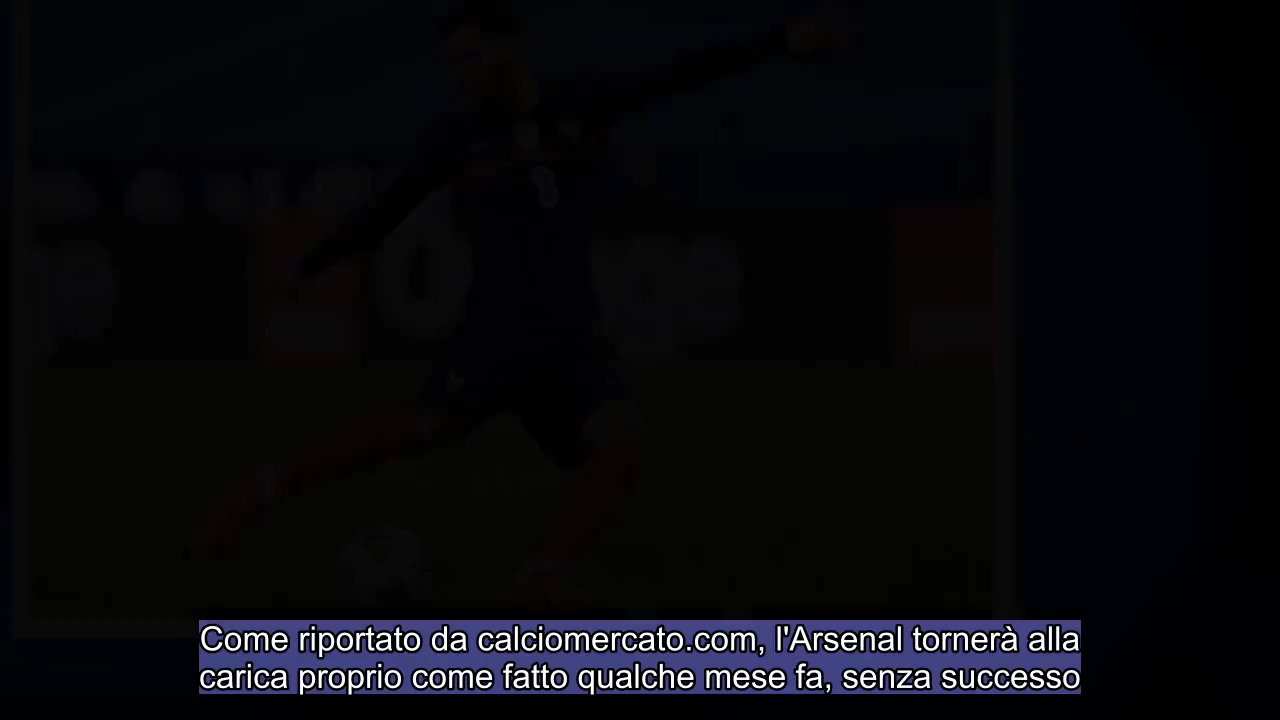 Come riportato da calciomercato.com, l'Arsenal tornerà alla
carica proprio come fatto qualche mese fa, senza successo